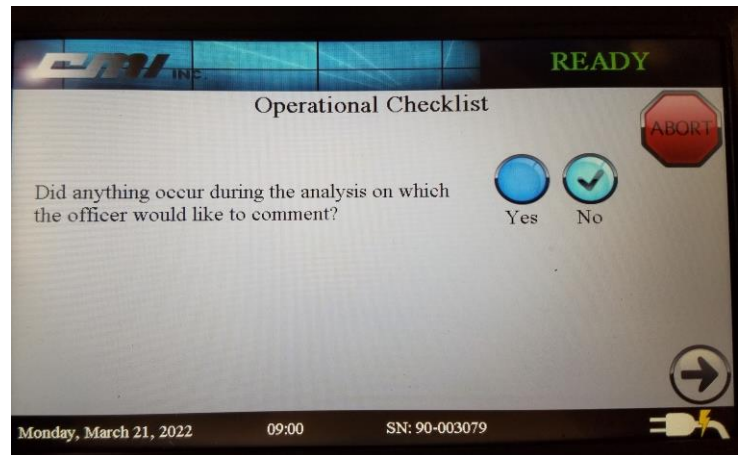 CMI INC.
READY
Operational Checklist
ABORT
Did anything occur during the analysis on which
the officer would like to comment?
Yes No
Monday, March 21, 2022 09:00 SN: 90-003079